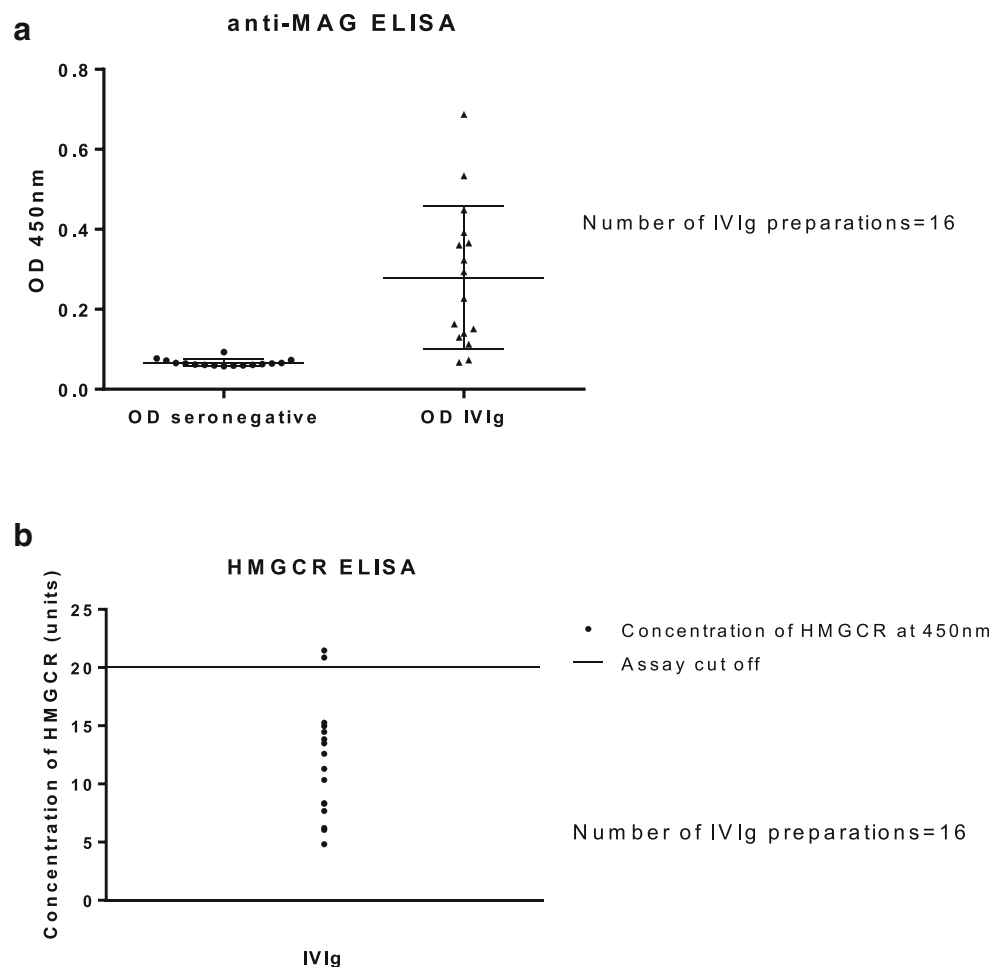 a
anti-MAG ELISA
0.8
0.6
0.4
0.2
0.0
OD 450nm
OD seronegative
OD IVIg
Number of IVIg preparations=16
b
HMGCR ELISA
25
20
15
10
5
0
Concentration of HMGCR (units)
IVIg
Concentration of HMGCR at 450nm
Assay cut off
Number of IVIg preparations=16